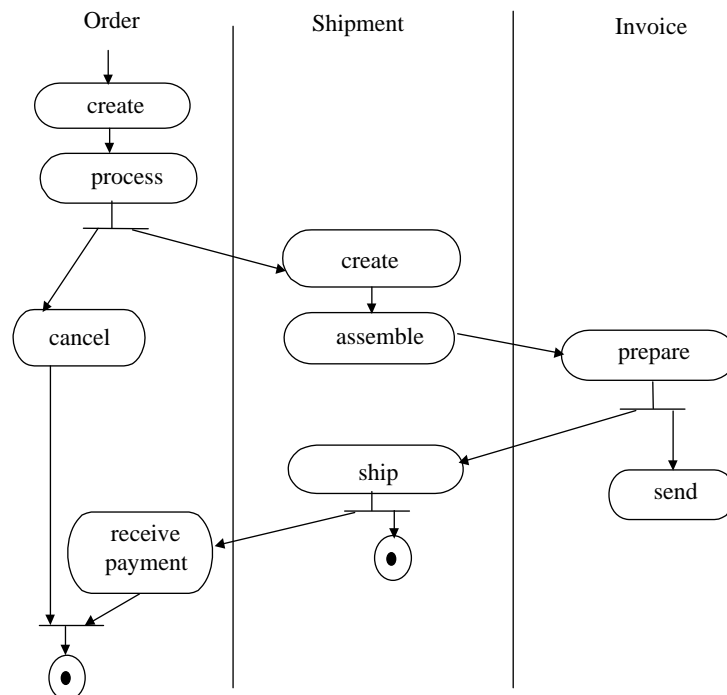 Order
Shipment
Invoice
create
process
create
cancel
assemble
prepare
ship
send
receive
payment